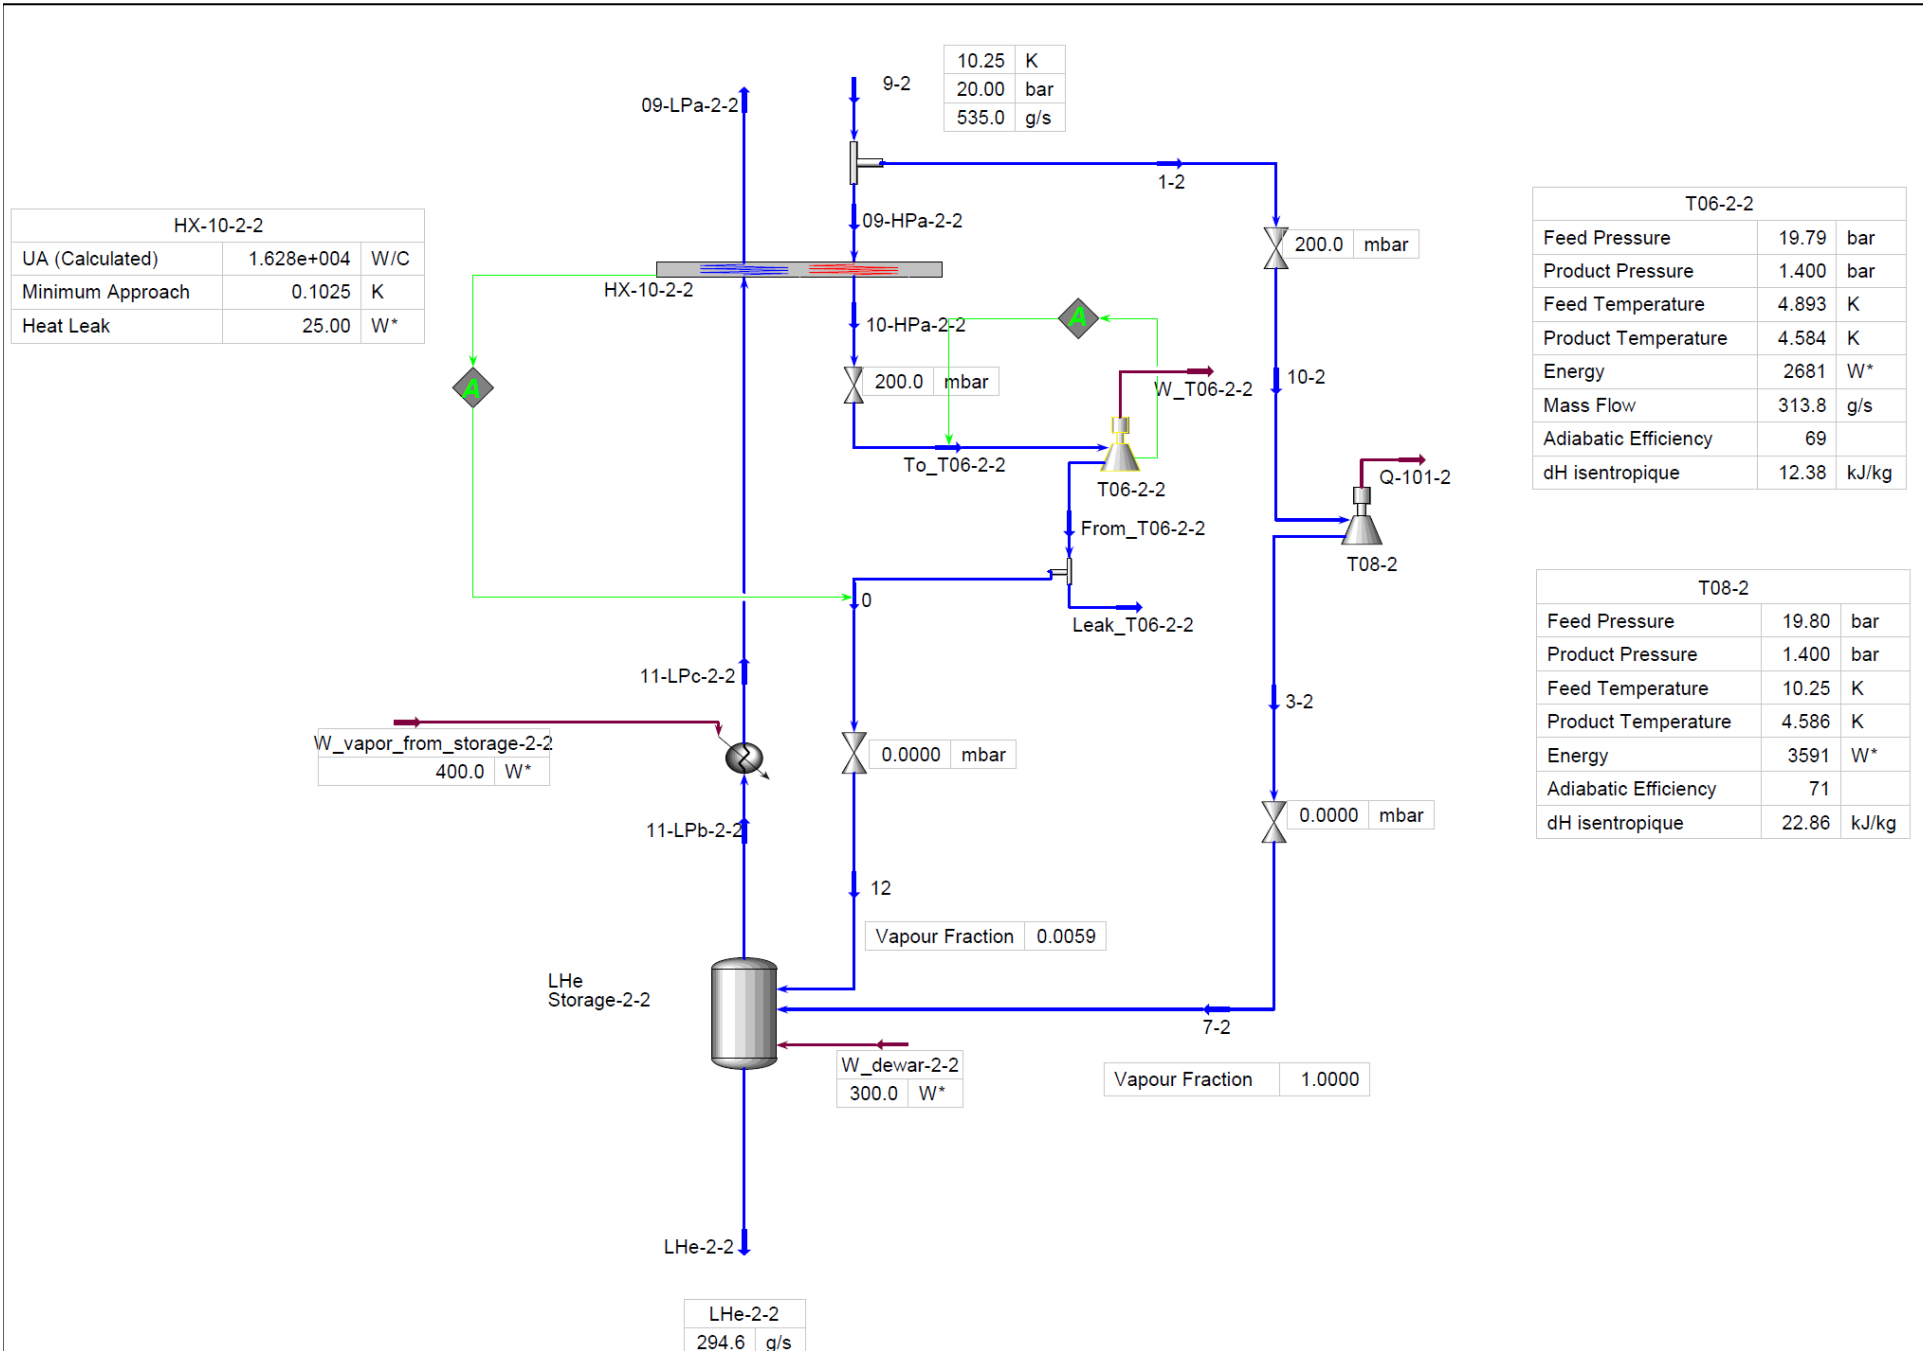 10.25 K
20.00 bar
535.0 g/s
9-2
09-LPa-2-2
1-2
T06-2-2
Feed Pressure 19.79 bar
Product Pressure 1.400 bar
Feed Temperature 4.893 K
Product Temperature 4.584 K
Energy 2681 W*
Mass Flow 313.8 g/s
Adiabatic Efficiency 69
dH isentropique 12.38 kJ/kg
HX-10-2-2
UA (Calculated) 1.628e+004 W/C
Minimum Approach 0.1025 K
Heat Leak 25.00 W*
09-HPa-2-2
200.0 mbar
HX-10-2-2
10-HPa-2-2
A
A
200.0 mbar
W_T06-2-2
10-2
To_T06-2-2
T06-2-2
Q-101-2
From_T06-2-2
T08-2
0
Leak_T06-2-2
T08-2
Feed Pressure 19.80 bar
Product Pressure 1.400 bar
Feed Temperature 10.25 K
Product Temperature 4.586 K
Energy 3591 W*
Adiabatic Efficiency 71
dH isentropique 22.86 kJ/kg
11-LPc-2-2
3-2
W_vapor_from_storage-2-2
400.0 W*
0.0000 mbar
0.0000 mbar
11-LPb-2-2
12
Vapour Fraction 0.0059
LHe
Storage-2-2
7-2
W_dewar-2-2
300.0 W*
Vapour Fraction 1.0000
LHe-2-2
LHe-2-2
294.6 g/s